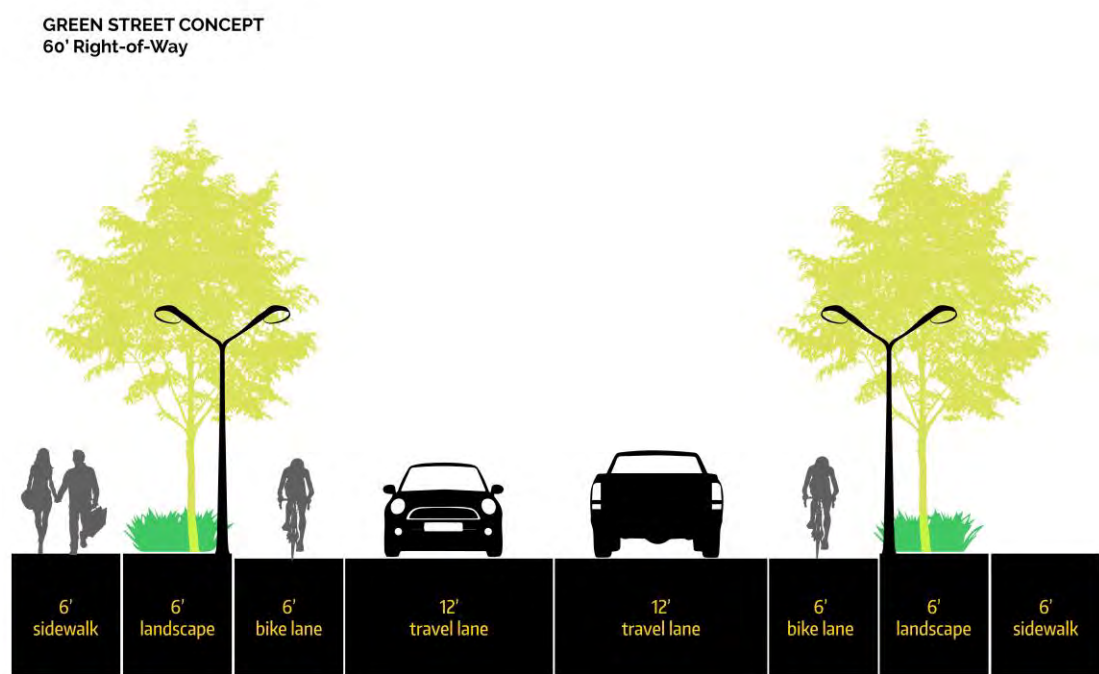 GREEN STREET CONCEPT
60' Right-of-Way
6'
sidewalk
6'
landscape
6'
bike lane
12'
travel lane
12'
travel lane
6'
bike lane
6'
landscape
6'
sidewalk